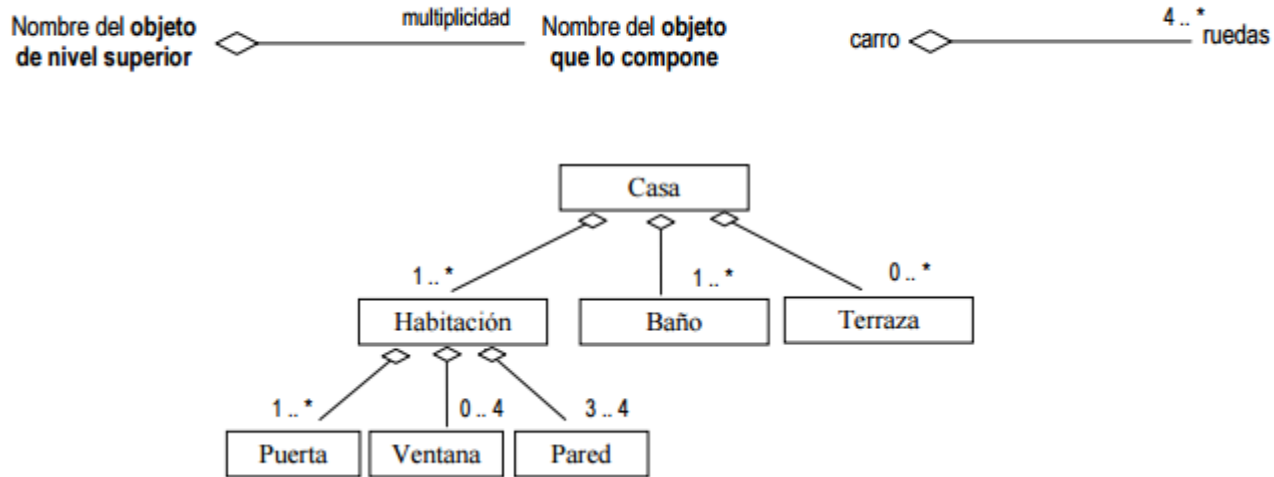 Nombre del objeto
de nivel superior
multiplicidad
Nombre del objeto
que lo compone
carro
4 .. *
ruedas
Casa
1 .. *
1 .. *
0 .. *
Habitación
Baño
Terraza
1 .. *
0 .. 4
3 .. 4
Puerta
Ventana
Pared